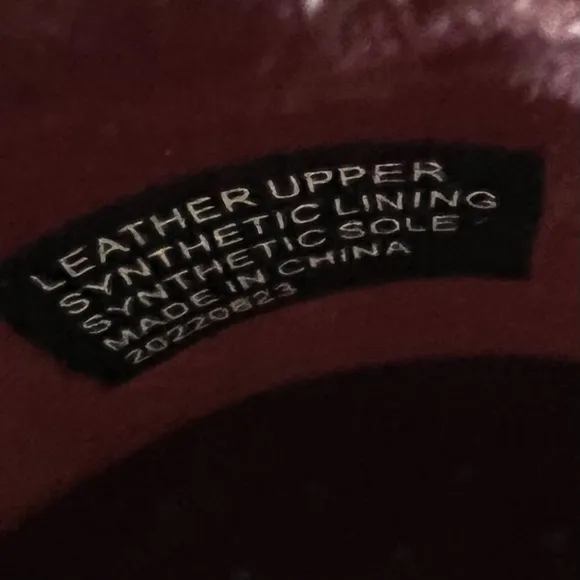 LEATHER UPPER
SYNTHETIC LINING
SYNTHETIC SOLE
MADE IN CHINA
20220823